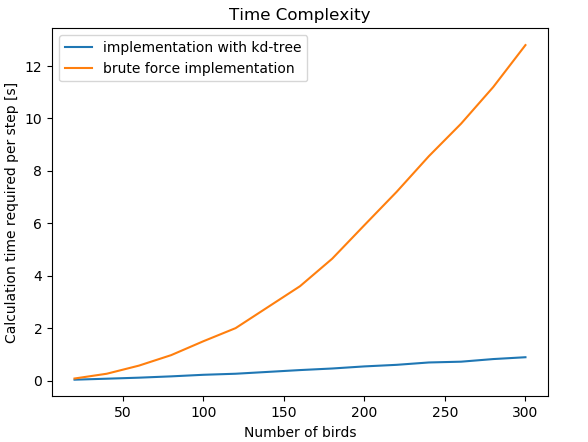 Time Complexity
implementation with kd-tree
brute force implementation
Calculation time required per step [s]
12
10
8
6
4
2
0
50 100 150 200 250 300
Number of birds